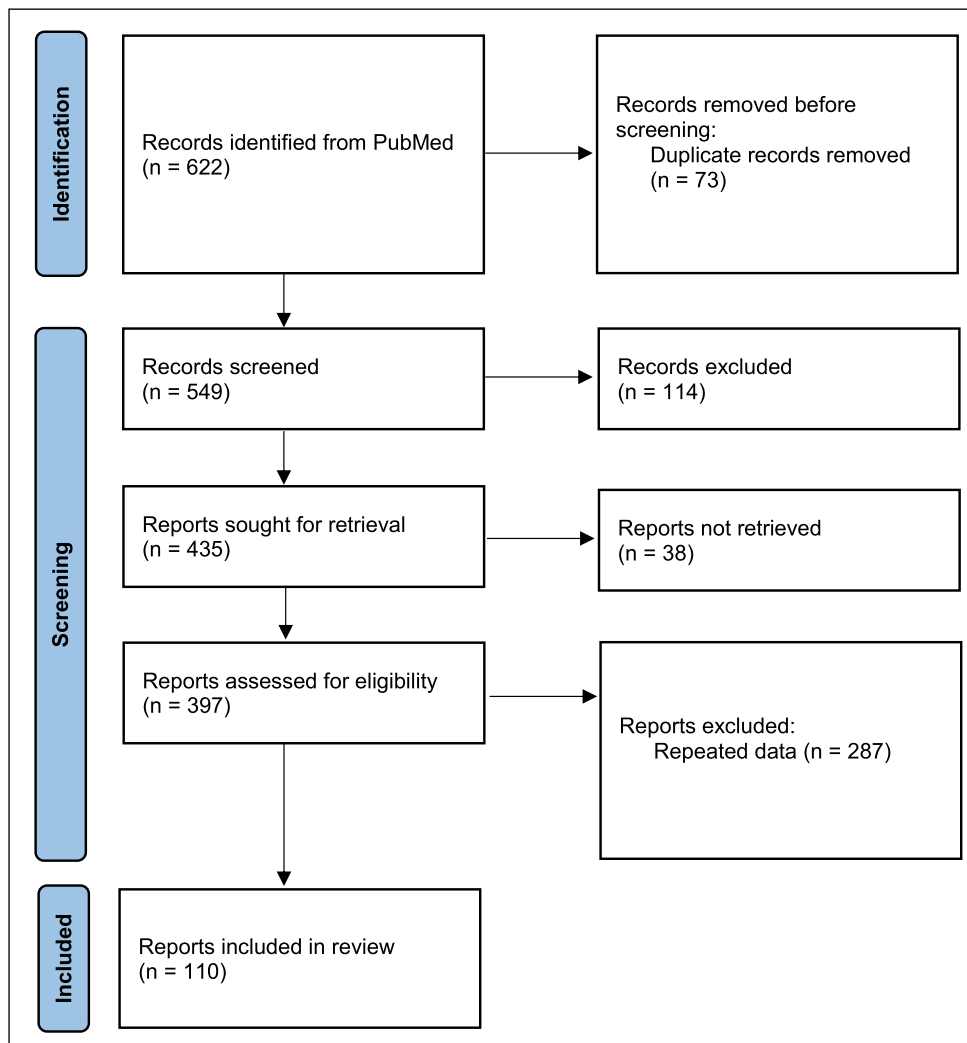 Identification
Records identified from PubMed
(n = 622)
Records removed before
screening:
Duplicate records removed
(n = 73)
Screening
Records screened
(n = 549)
Records excluded
(n = 114)
Reports sought for retrieval
(n = 435)
Reports not retrieved
(n = 38)
Reports assessed for eligibility
(n = 397)
Reports excluded:
Repeated data (n = 287)
Included
Reports included in review
(n = 110)